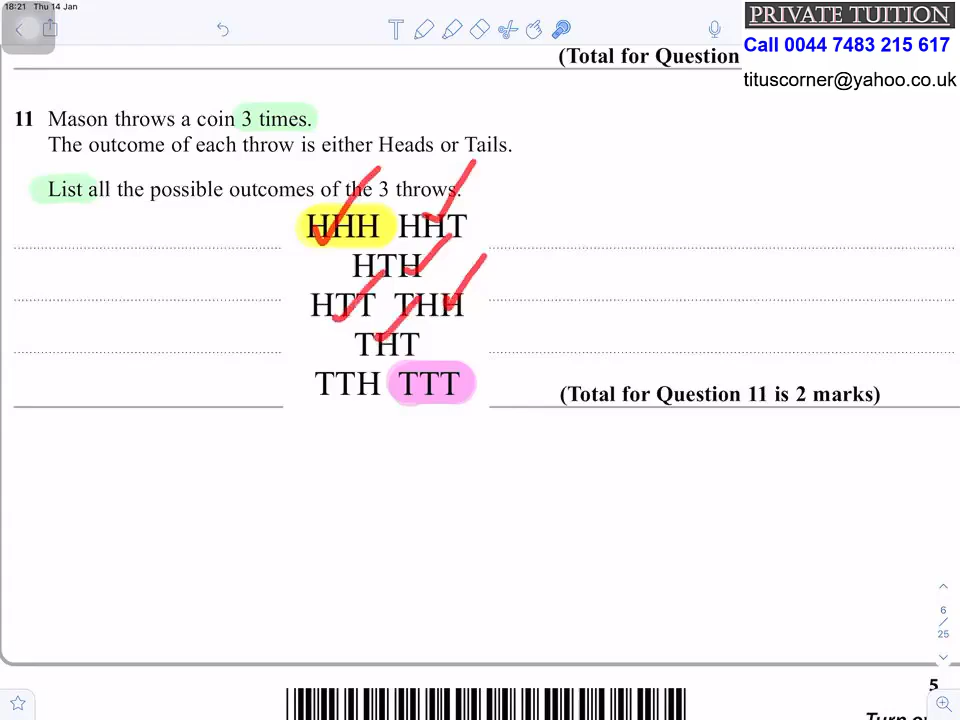 18:21 Thu 14 Jan
PRIVATE TUITION
Call 0044 7483 215 617
tituscorner@yahoo.co.uk
(Total for Question
11 Mason throws a coin 3 times.
The outcome of each throw is either Heads or Tails.
List all the possible outcomes of the 3 throws.
HHH HHT
HTH
HTT THH
THT
TTH TTT
(Total for Question 11 is 2 marks)
6
/
25
5